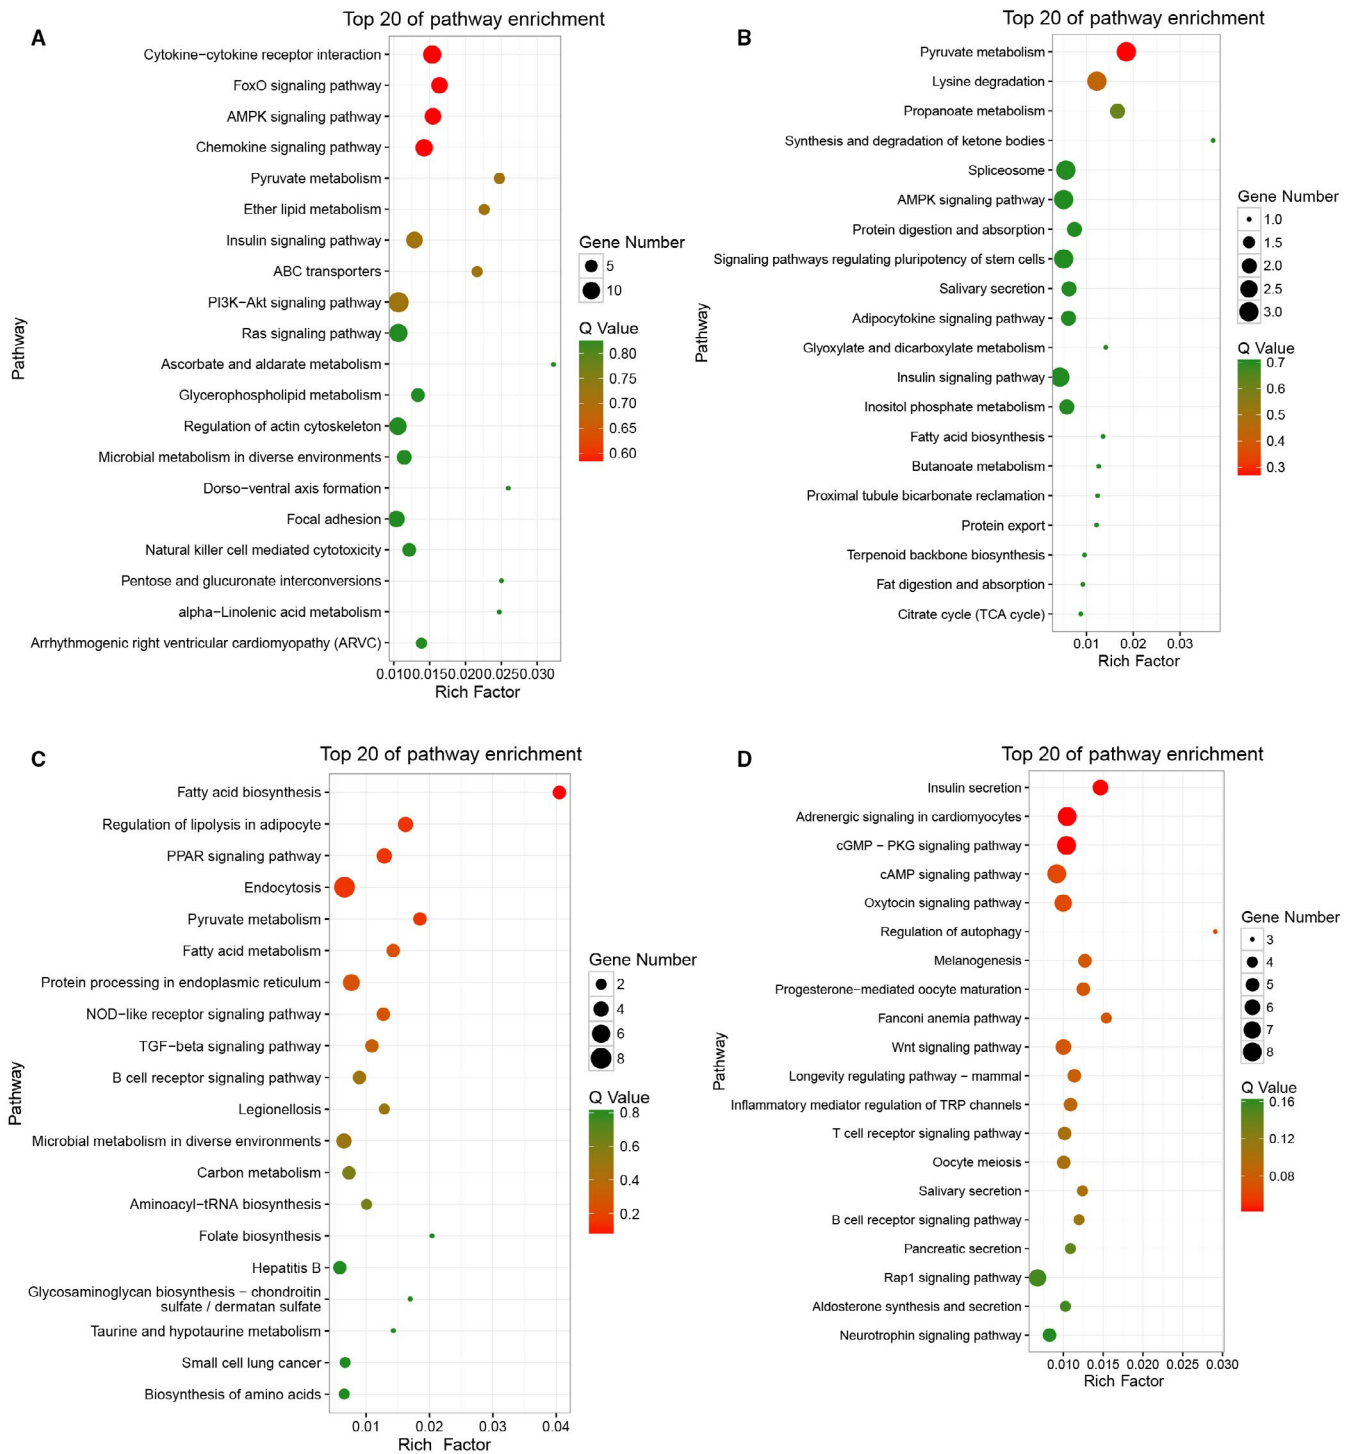 A
Top 20 of pathway enrichment
Cytokine−cytokine receptor interaction
FoxO signaling pathway
AMPK signaling pathway
Chemokine signaling pathway
Pyruvate metabolism
Ether lipid metabolism
Insulin signaling pathway
ABC transporters
PI3K−Akt signaling pathway
Ras signaling pathway
Ascorbate and aldarate metabolism
Glycerophospholipid metabolism
Regulation of actin cytoskeleton
Microbial metabolism in diverse environments
Dorso−ventral axis formation
Focal adhesion
Natural killer cell mediated cytotoxicity
Pentose and glucuronate interconversions
alpha−Linolenic acid metabolism
Arrhythmogenic right ventricular cardiomyopathy (ARVC)
Pathway
0.010 0.015 0.020 0.025 0.030
Rich Factor
Gene Number
5
10
Q Value
0.80
0.75
0.70
0.65
0.60
B
Top 20 of pathway enrichment
Pyruvate metabolism
Lysine degradation
Propanoate metabolism
Synthesis and degradation of ketone bodies
Spliceosome
AMPK signaling pathway
Protein digestion and absorption
Signaling pathways regulating pluripotency of stem cells
Salivary secretion
Adipocytokine signaling pathway
Glyoxylate and dicarboxylate metabolism
Insulin signaling pathway
Inositol phosphate metabolism
Fatty acid biosynthesis
Butanoate metabolism
Proximal tubule bicarbonate reclamation
Protein export
Terpenoid backbone biosynthesis
Fat digestion and absorption
Citrate cycle (TCA cycle)
Pathway
0.01 0.02 0.03
Rich Factor
Gene Number
1.0
1.5
2.0
2.5
3.0
Q Value
0.7
0.6
0.5
0.4
0.3
C
Top 20 of pathway enrichment
Fatty acid biosynthesis
Regulation of lipolysis in adipocyte
PPAR signaling pathway
Endocytosis
Pyruvate metabolism
Fatty acid metabolism
Protein processing in endoplasmic reticulum
NOD−like receptor signaling pathway
TGF−beta signaling pathway
B cell receptor signaling pathway
Legionellosis
Microbial metabolism in diverse environments
Carbon metabolism
Aminoacyl−tRNA biosynthesis
Folate biosynthesis
Hepatitis B
Glycosaminoglycan biosynthesis − chondroitin
sulfate / dermatan sulfate
Taurine and hypotaurine metabolism
Small cell lung cancer
Biosynthesis of amino acids
Pathway
0.01 0.02 0.03 0.04
Rich Factor
Gene Number
2
4
6
8
Q Value
0.8
0.6
0.4
0.2
D
Top 20 of pathway enrichment
Insulin secretion
Adrenergic signaling in cardiomyocytes
cGMP − PKG signaling pathway
cAMP signaling pathway
Oxytocin signaling pathway
Regulation of autophagy
Melanogenesis
Progesterone−mediated oocyte maturation
Fanconi anemia pathway
Wnt signaling pathway
Longevity regulating pathway − mammal
Inflammatory mediator regulation of TRP channels
T cell receptor signaling pathway
Oocyte meiosis
Salivary secretion
B cell receptor signaling pathway
Pancreatic secretion
Rap1 signaling pathway
Aldosterone synthesis and secretion
Neurotrophin signaling pathway
Pathway
0.010 0.015 0.020 0.025 0.030
Rich Factor
Gene Number
3
4
5
6
7
8
Q Value
0.16
0.12
0.08